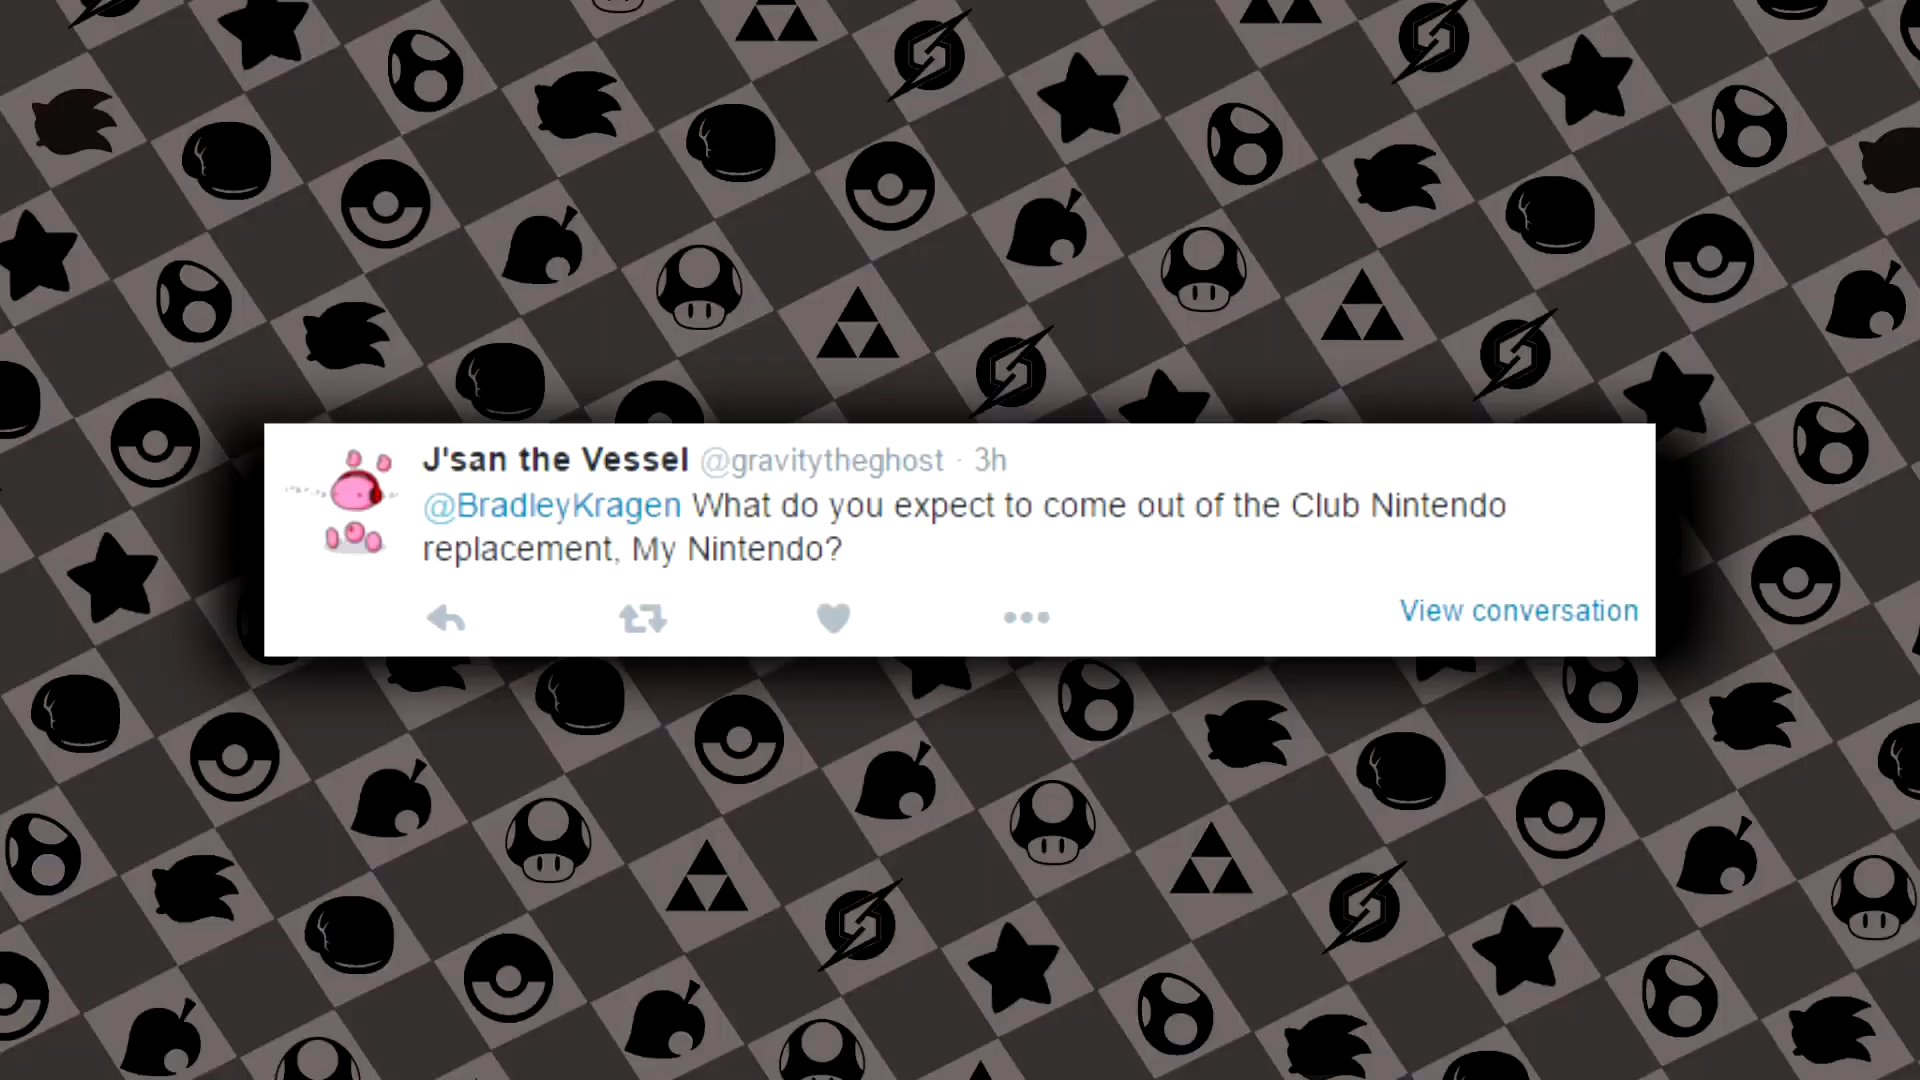 J'san the Vessel @gravitytheghost · 3h
@BradleyKragen What do you expect to come out of the Club Nintendo
replacement, My Nintendo?
View conversation